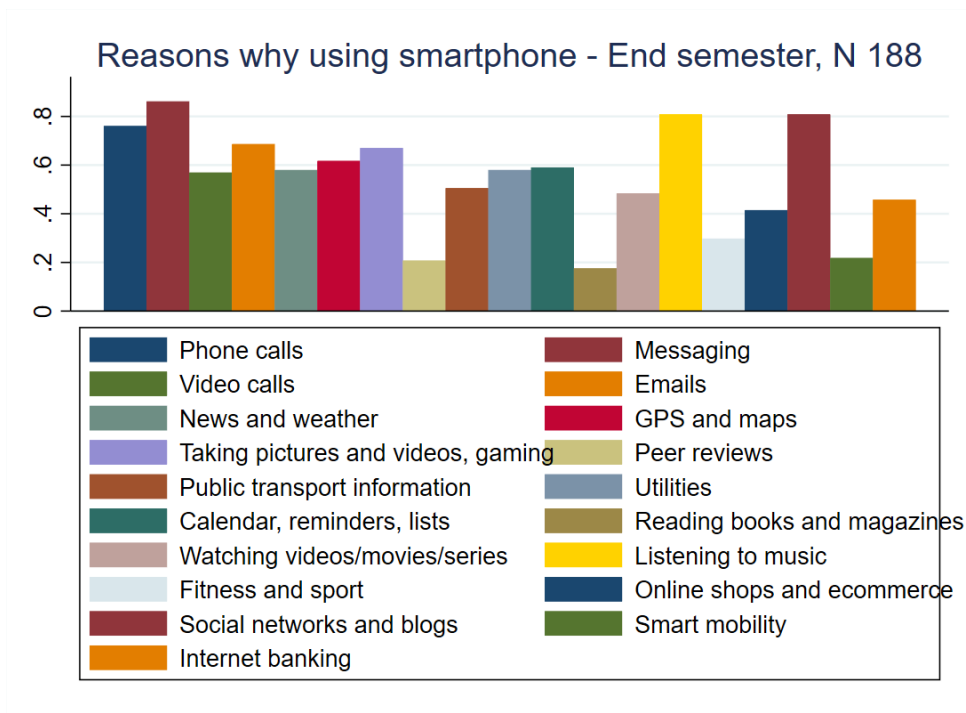 Reasons why using smartphone - End semester, N 188
.8
.6
.4
.2
0
Phone calls
Messaging
Video calls
Emails
News and weather
GPS and maps
Taking pictures and videos, gaming
Peer reviews
Public transport information
Utilities
Calendar, reminders, lists
Reading books and magazines
Watching videos/movies/series
Listening to music
Fitness and sport
Online shops and ecommerce
Social networks and blogs
Smart mobility
Internet banking